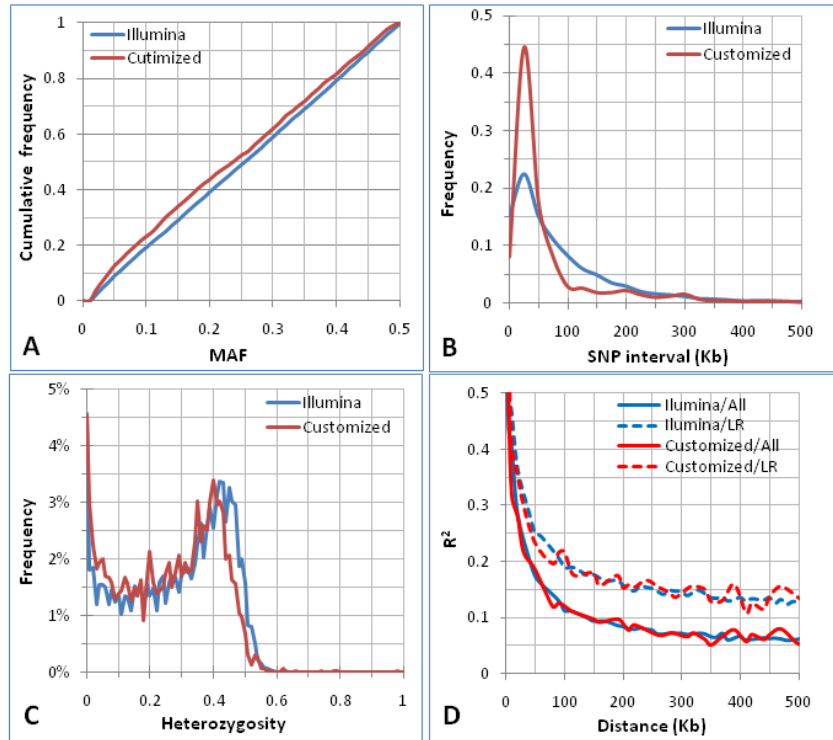 1
0.8
0.6
0.4
0.2
0
Cumulative frequency
Illumina
Cutimized
0 0.1 0.2 0.3 0.4 0.5
MAF
A
0.5
0.4
0.3
0.2
0.1
0
Frequency
Illumina
Customized
0 100 200 300 400 500
SNP interval (Kb)
B
5%
4%
3%
2%
1%
0%
Frequency
Illumina
Customized
0 0.2 0.4 0.6 0.8 1
Heterozygosity
C
0.5
0.4
0.3
0.2
0.1
0
R²
Ilumina/All
Ilumina/LR
Customized/All
Customized/LR
0 100 200 300 400 500
Distance (Kb)
D